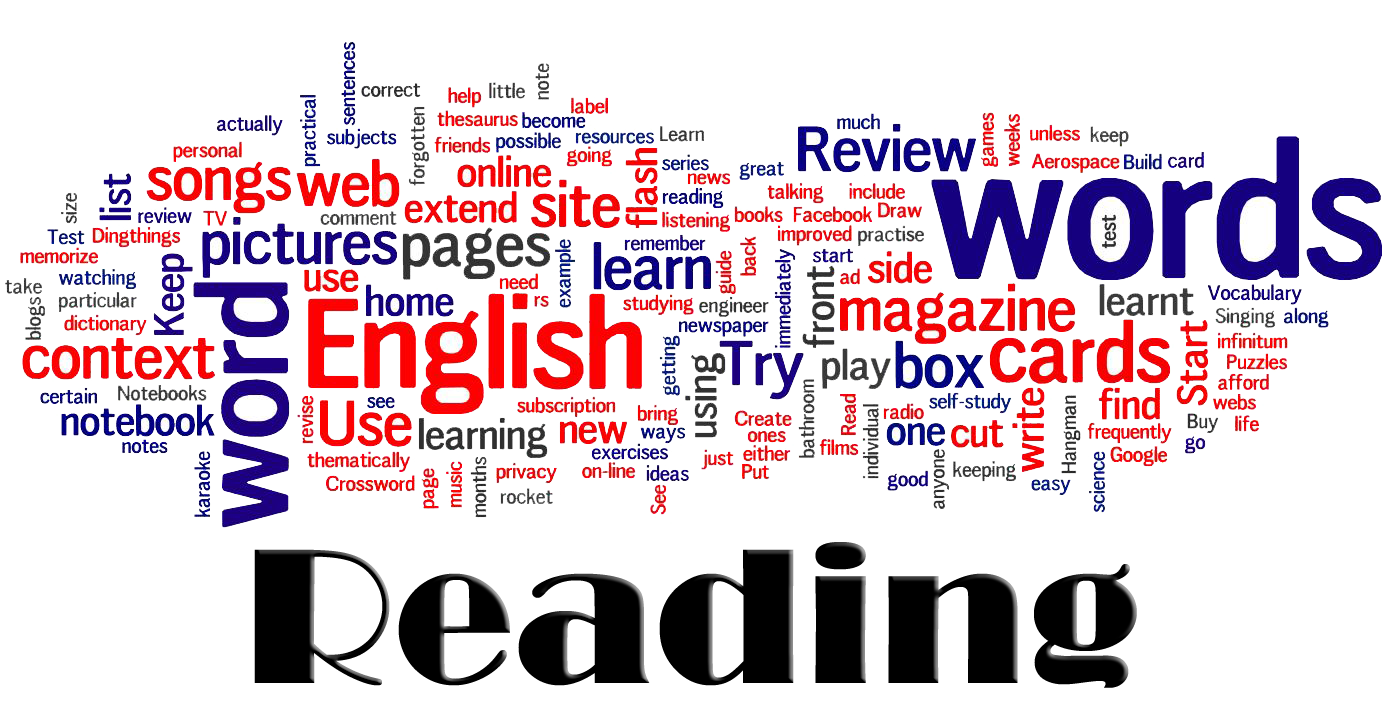 sentences
correct
help
little
note
label
practical
actually
subjects
forgotten
thesaurus
become
friends
possible
resources
Learn
personal
songs
web
online
going
flash
series
news
great
much
Review
games
weeks
unless
keep
Aerospace
Build
card
words
test
size
list
review
TV
comment
extend
site
reading
listening
books
talking
include
Facebook
Draw
improved
practise
Test
Dingthings
pictures
pages
example
learn
remember
guide
back
immediately
start
front
ad
side
memorize
watching
Keep
word
use
home
need
rs
studying
engineer
newspaper
magazine
learnt
Vocabulary
Singing
along
take
blogse
particular
dictionary
English
getting
using
Try
play
box
cards
Start
infinitum
Puzzles
afford
webs
life
context
certain
Notebooks
notebook
notes
revise
see
Use
learning
subscription
new
bring
ways
exercises
Create
ones
either
Put
just
bathroom
Read
films
individual
radio
self-study
one
cut
write
Hangman
find
frequently
Google
Buy
go
karaoke
thematically
Crossword
page
music
months
privacy
rocket
on-line
ideas
See
good
anyone
keeping
easy
science
Reading